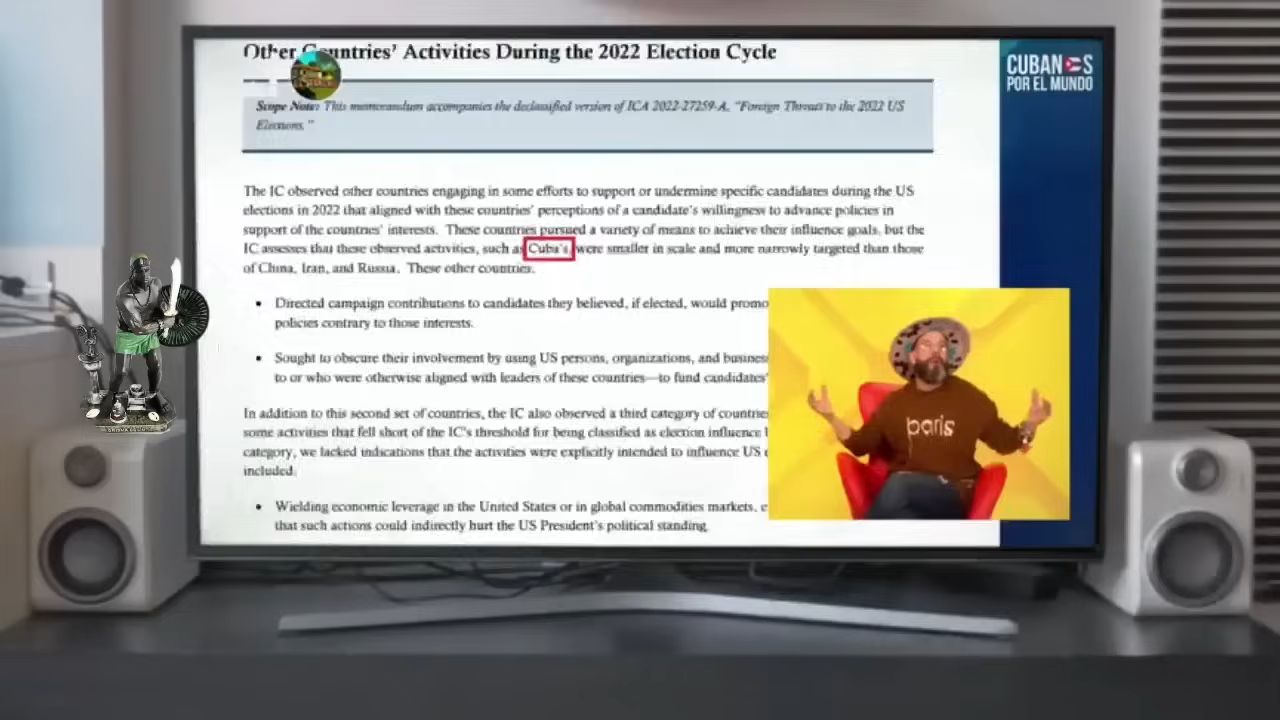 Other Countries' Activities During the 2022 Election Cycle
CUBANOS
POR EL MUNDO
Scope Note: This memorandum accompanies the declassified version of ICA 2022-27259-A, "Foreign Threats to the 2022 US
Elections."
The IC observed other countries engaging in some efforts to support or undermine specific candidates during the US
elections in 2022 that aligned with these countries' perceptions of a candidate's willingness to advance policies in
support of the countries' interests. These countries pursued a variety of means to achieve their influence goals, but the
IC assesses that these observed activities, such as Cuba's, were smaller in scale and more narrowly targeted than those
of China, Iran, and Russia. These other countries:
• Directed campaign contributions to candidates they believed, if elected, would promo
policies contrary to those interests.
• Sought to obscure their involvement by using US persons, organizations, and business
to or who were otherwise aligned with leaders of these countries—to fund candidates'
In addition to this second set of countries, the IC also observed a third category of countries
some activities that fell short of the IC's threshold for being classified as election influence
category, we lacked indications that the activities were explicitly intended to influence US
included:
• Wielding economic leverage in the United States or in global commodities markets, e
that such actions could indirectly hurt the US President's political standing.
paris